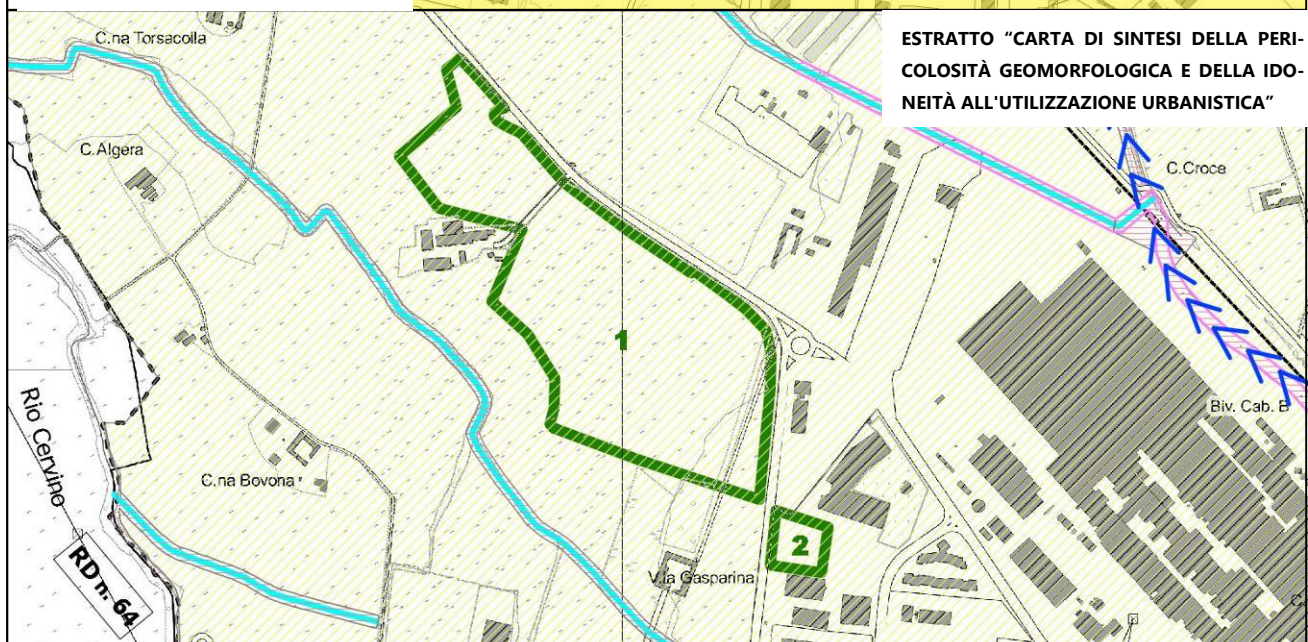 ESTRATTO “CARTA DI SINTESI DELLA PERI-
COLOSITÀ GEOMORFOLOGICA E DELLA IDO-
NEITÀ ALL'UTILIZZAZIONE URBANISTICA”
C.na Torsacolla
C.Algera
C.Croce
1
Biv. Cab. B
Rio Cervino
C.na Bovona
2
RD n. 64
V.la Gasparina